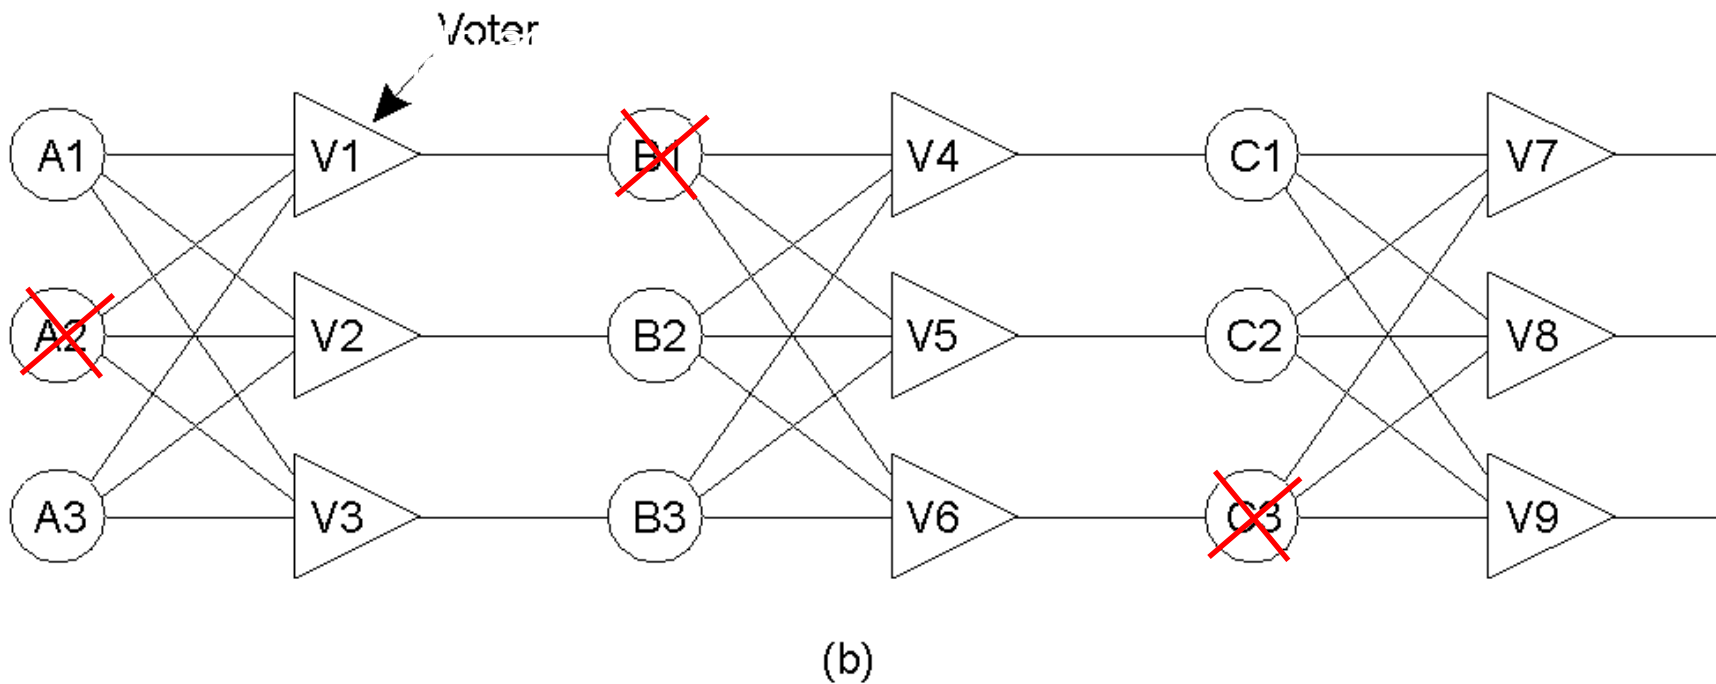 Voter
A1 V1 B1 V4 C1 V7
A2 V2 B2 V5 C2 V8
A3 V3 B3 V6 C3 V9
(b)